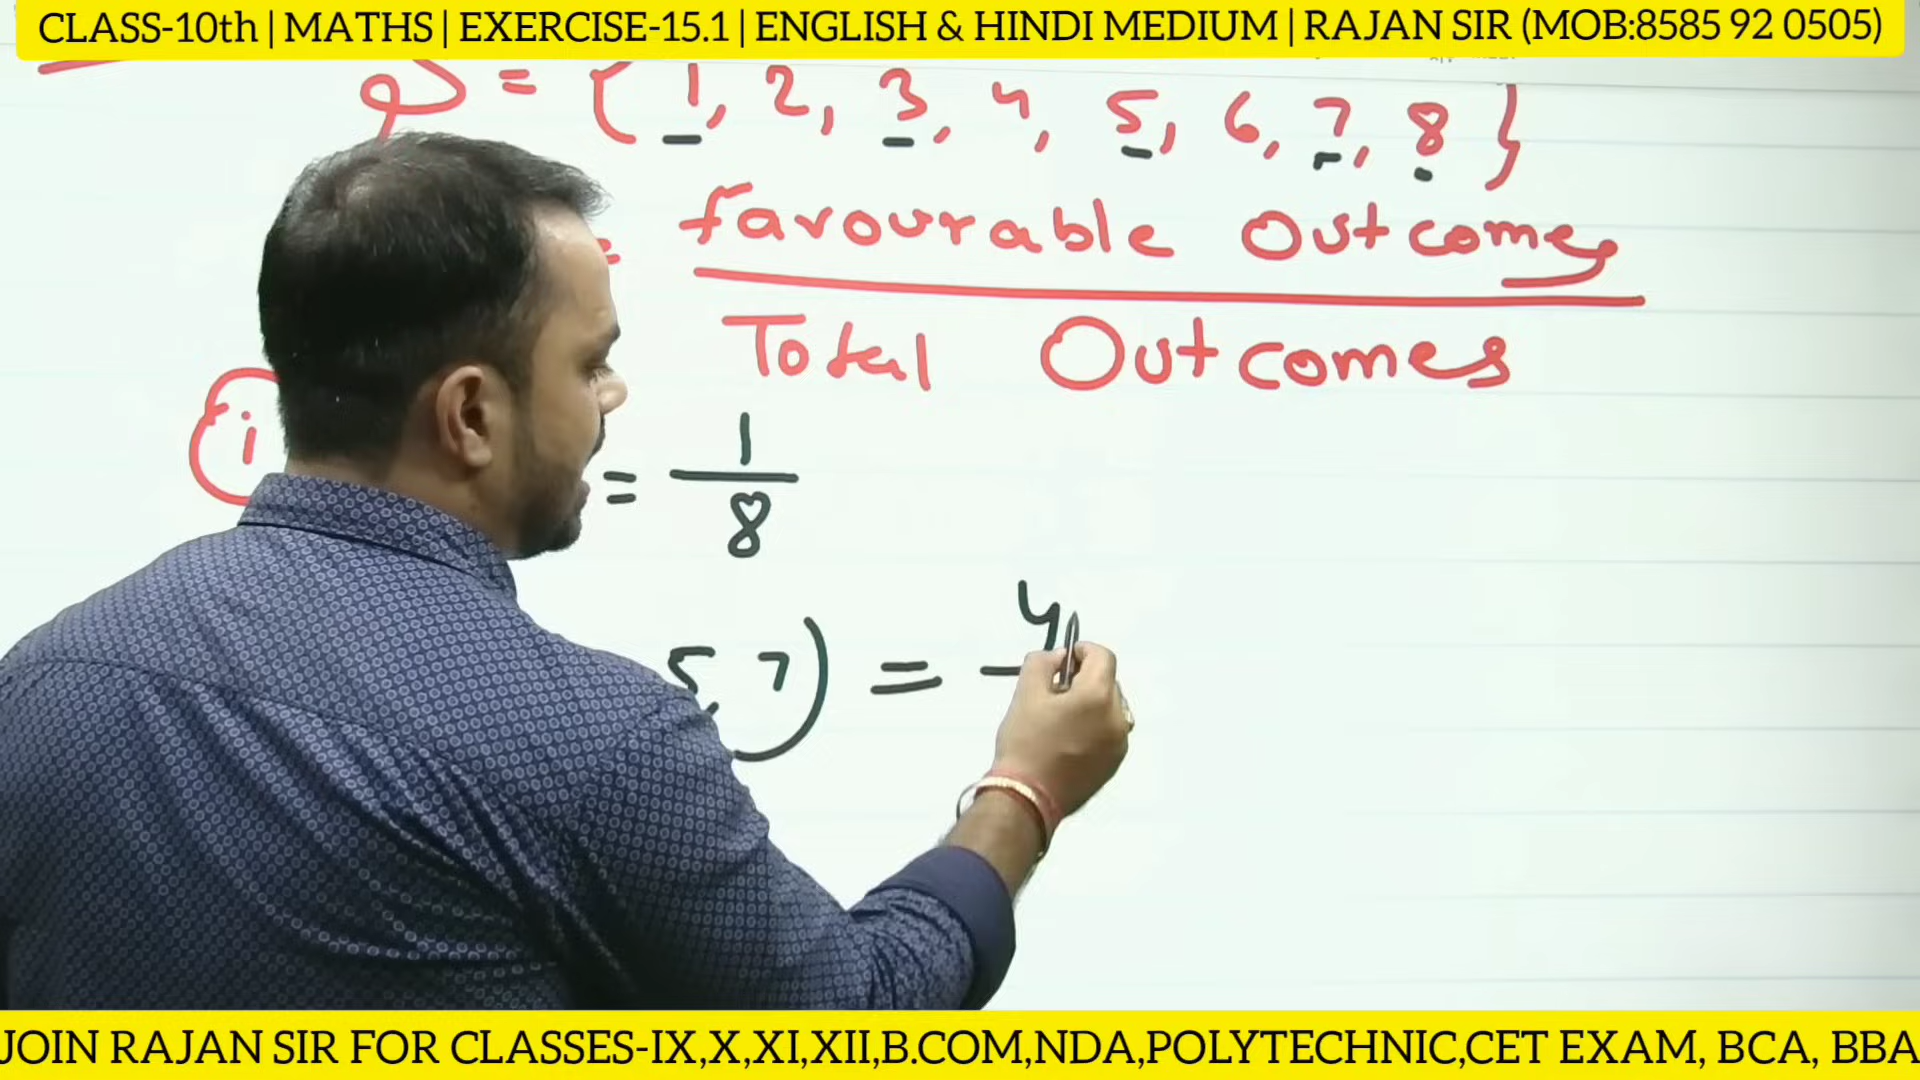 CLASS-10th | MATHS | EXERCISE-15.1 | ENGLISH & HINDI MEDIUM | RAJAN SIR (MOB:8585 92 0505)
= { 1, 2, 3, 4, 5, 6, 7, 8 }
= favourable Outcomes
Total Outcomes
i = 1
8
5, 7) = 4
JOIN RAJAN SIR FOR CLASSES-IX,X,XI,XII,B.COM,NDA,POLYTECHNIC,CET EXAM, BCA, BBA